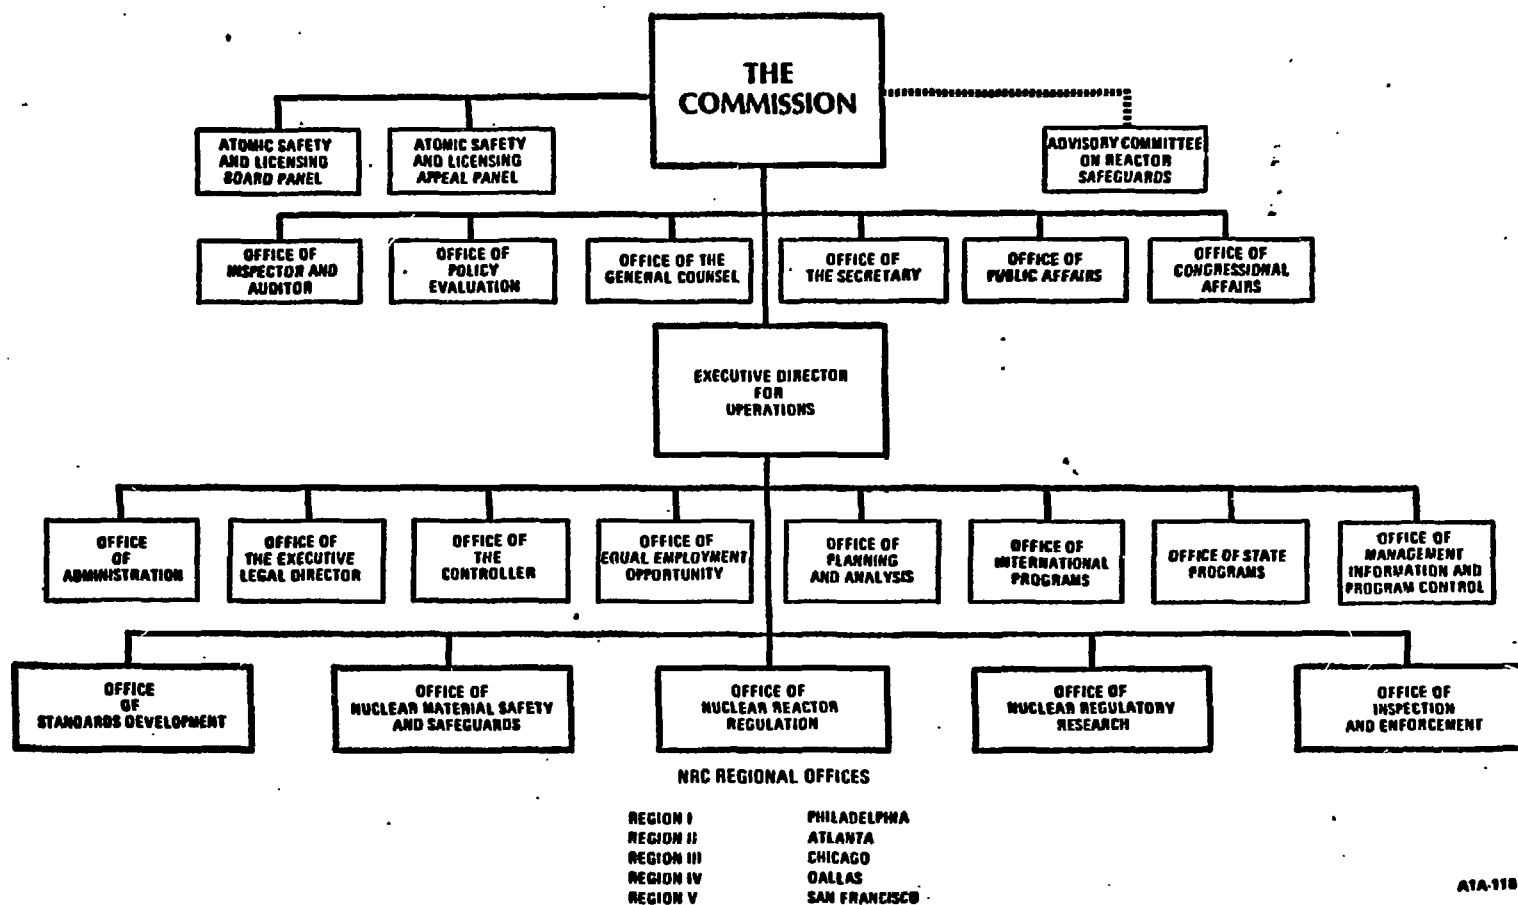 THE
COMMISSION
ATOMIC SAFETY
AND LICENSING
BOARD PANEL
ATOMIC SAFETY
AND LICENSING
APPEAL PANEL
ADVISORY COMMITTEE
ON REACTOR
SAFEGUARDS
OFFICE OF
INSPECTOR AND
AUDITOR
OFFICE OF
POLICY
EVALUATION
OFFICE OF THE
GENERAL COUNSEL
OFFICE OF
THE SECRETARY
OFFICE OF
PUBLIC AFFAIRS
OFFICE OF
CONGRESSIONAL
AFFAIRS
EXECUTIVE DIRECTOR
FOR
OPERATIONS
OFFICE
OF
ADMINISTRATION
OFFICE OF
THE EXECUTIVE
LEGAL DIRECTOR
OFFICE OF
THE
CONTROLLER
OFFICE OF
EQUAL EMPLOYMENT
OPPORTUNITY
OFFICE OF
PLANNING
AND ANALYSIS
OFFICE OF
INTERNATIONAL
PROGRAMS
OFFICE OF STATE
PROGRAMS
OFFICE OF
MANAGEMENT
INFORMATION AND
PROGRAM CONTROL
OFFICE
OF
STANDARDS DEVELOPMENT
OFFICE OF
NUCLEAR MATERIAL SAFETY
AND SAFEGUARDS
OFFICE OF
NUCLEAR REACTOR
REGULATION
OFFICE OF
NUCLEAR REGULATORY
RESEARCH
OFFICE OF
INSPECTION
AND ENFORCEMENT
NRC REGIONAL OFFICES
REGION I PHILADELPHIA
REGION II ATLANTA
REGION III CHICAGO
REGION IV DALLAS
REGION V SAN FRANCISCO
A1A-118